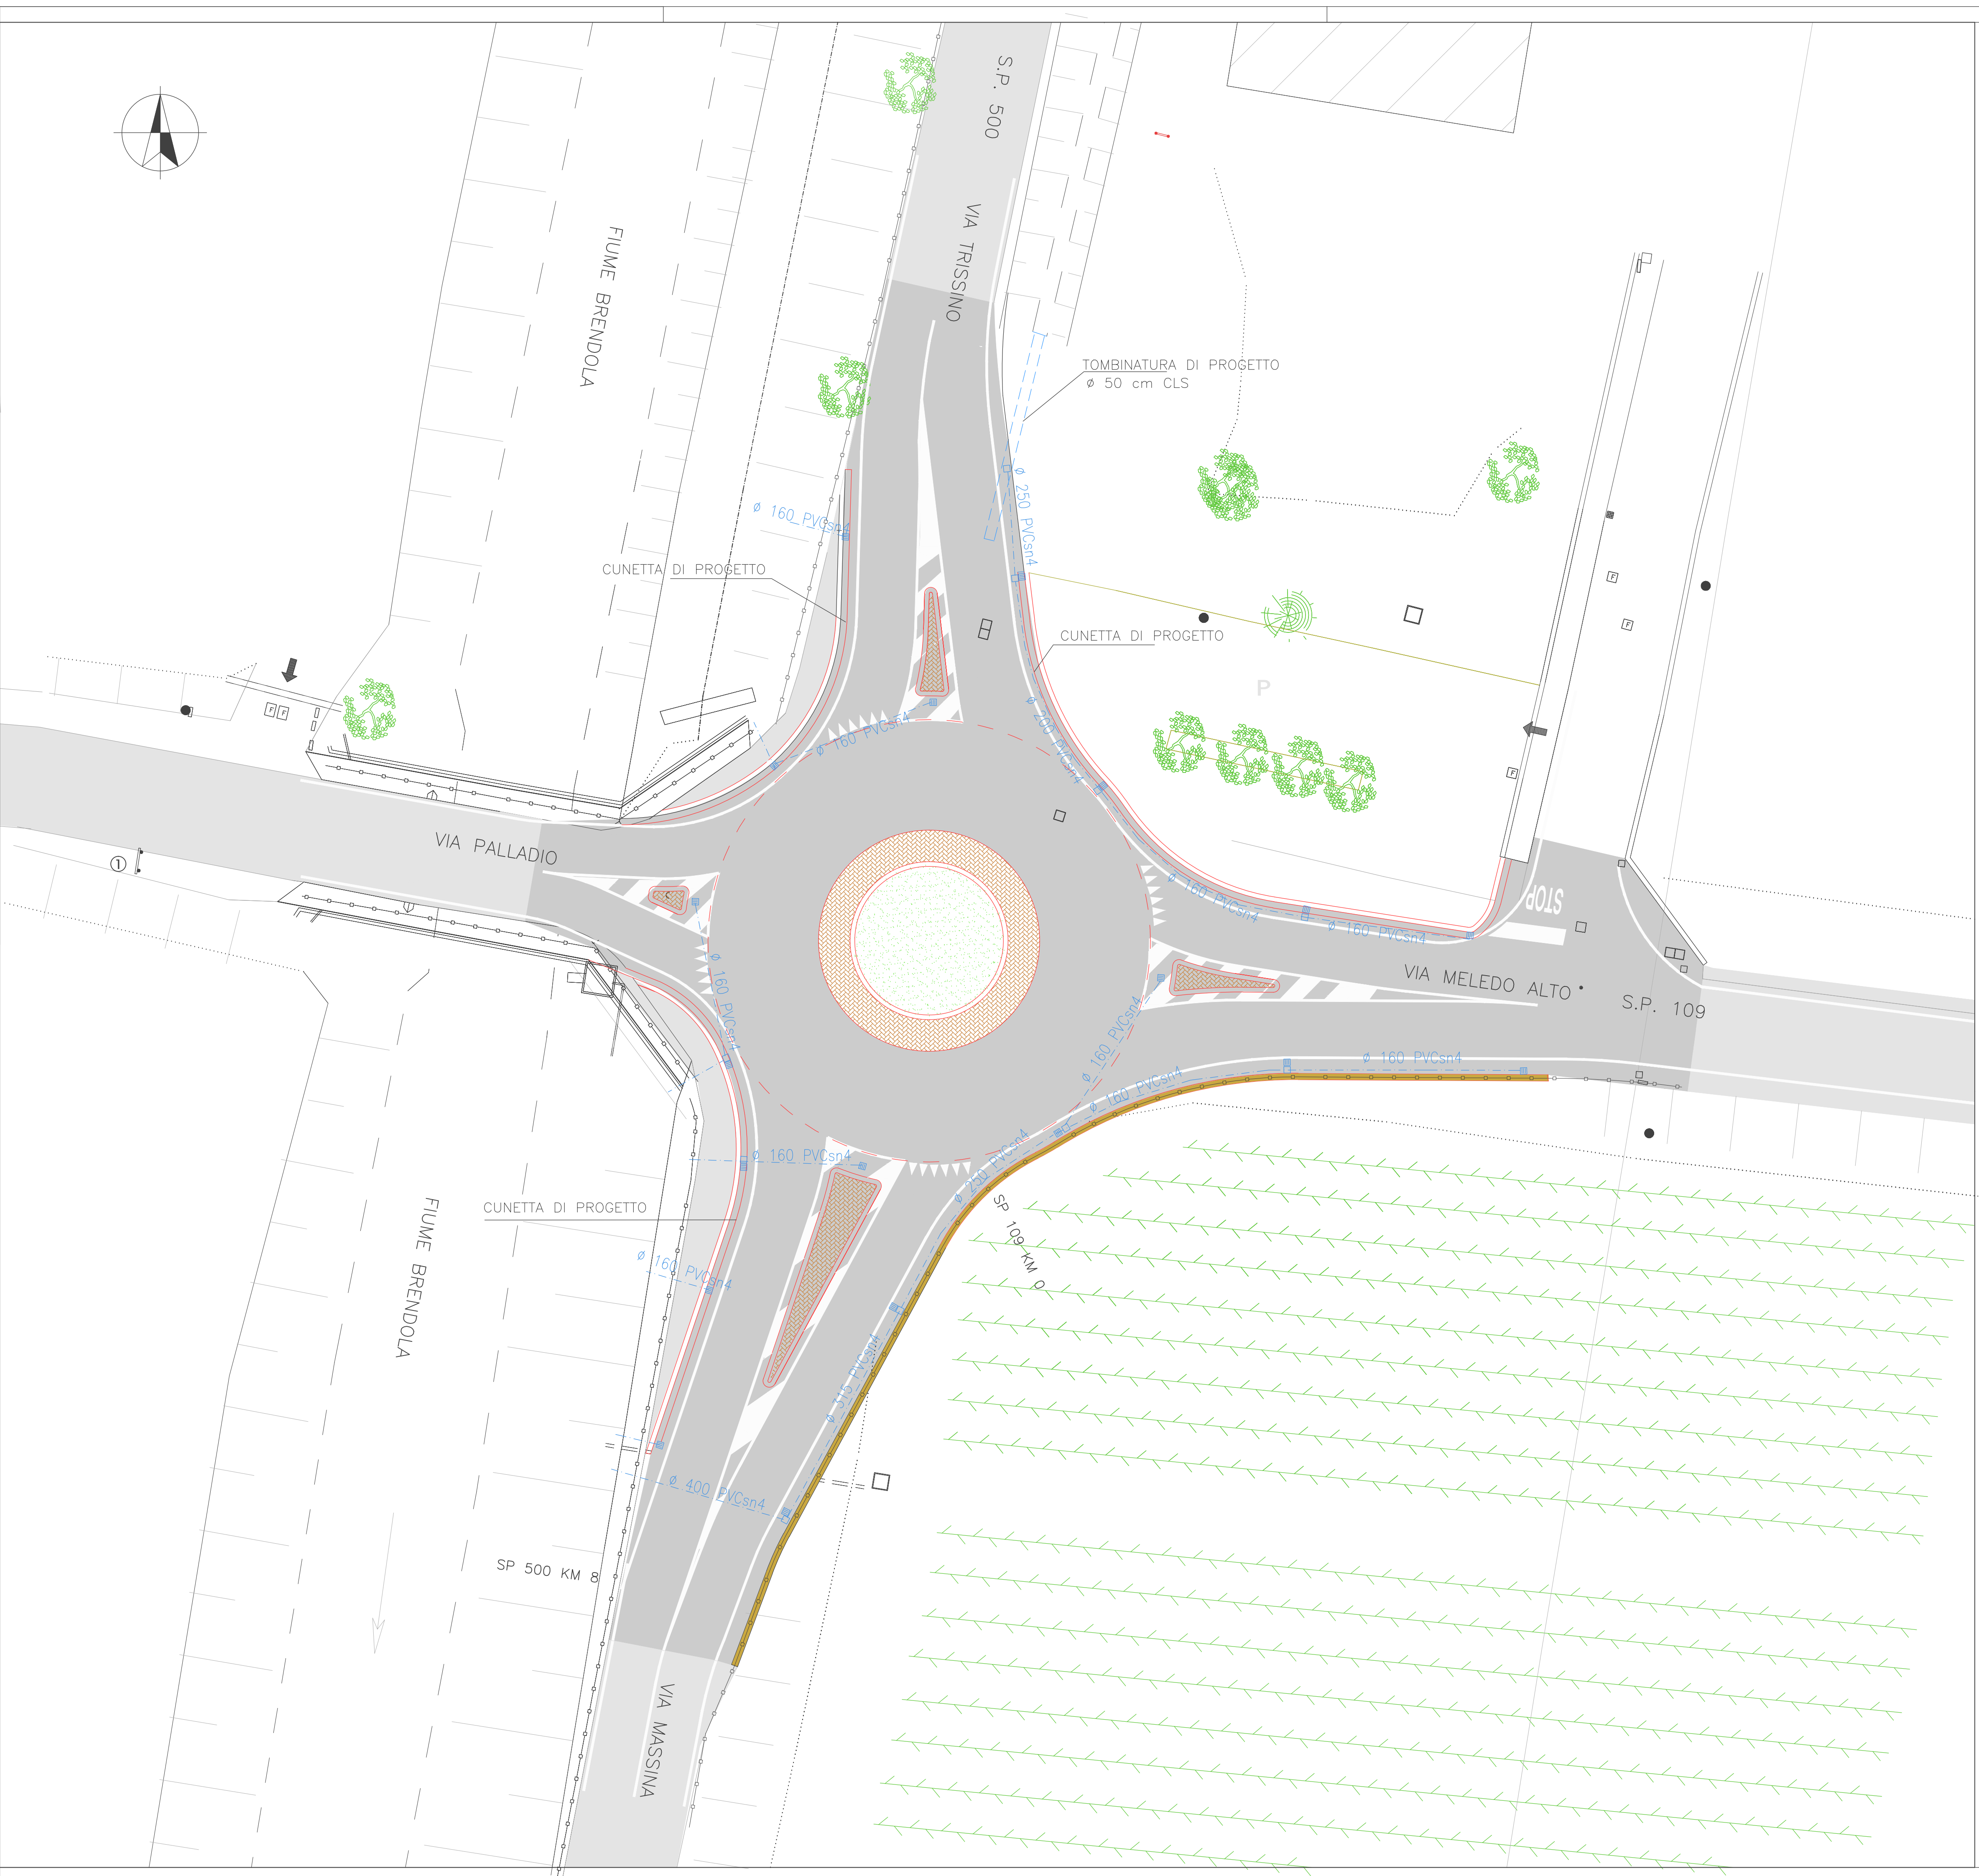 S.P. 500
VIA TRISSINO
FIUME BRENDOLA
TOMBINATURA DI PROGETTO
Ø 50 cm CLS
Ø 250 PVCsn4
Ø 160 PVCsn4
CUNETTA DI PROGETTO
CUNETTA DI PROGETTO
F
F
P
Ø 200 PVCsn4
Ø 160 PVCsn4
F F
F
VIA PALLADIO
1
STOP
Ø 160 PVCsn4
Ø 160 PVCsn4
VIA MELEDO ALTO
S.P. 109
Ø 160 PVCsn4
Ø 160 PVCsn4
Ø 160 PVCsn4
Ø 160 PVCsn4
Ø 160 PVCsn4
Ø 250 PVCsn4
CUNETTA DI PROGETTO
SP 109 KM 0
FIUME BRENDOLA
Ø 160 PVCsn4
Ø 315 PVCsn4
Ø 400 PVCsn4
SP 500 KM 8
VIA MASSINA